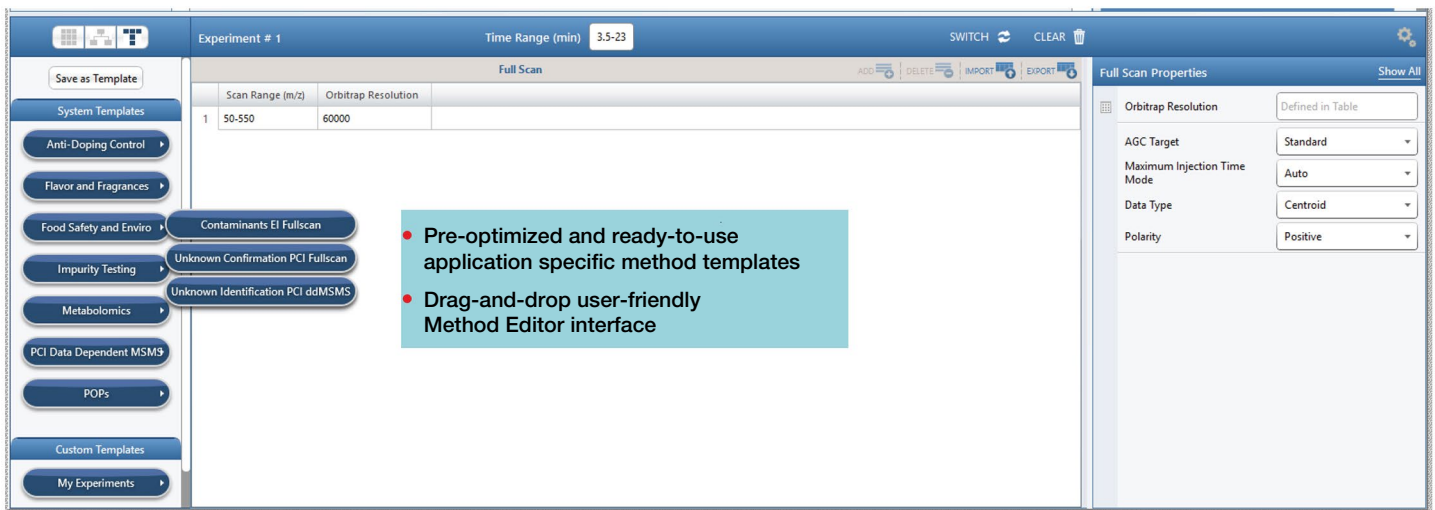 Experiment # 1
Time Range (min) 3.5-23
SWITCH
CLEAR
Save as Template
System Templates
Anti-Doping Control
Flavor and Fragrances
Food Safety and Enviro
Impurity Testing
Metabolomics
PCI Data Dependent MSMS
POPs
Custom Templates
My Experiments
Contaminants EI Fullscan
Unknown Confirmation PCI Fullscan
Unknown Identification PCI ddMSMS
Full Scan
ADD DELETE IMPORT EXPORT
Scan Range (m/z) Orbitrap Resolution
1 50-550 60000
• Pre-optimized and ready-to-use
application specific method templates
• Drag-and-drop user-friendly
Method Editor interface
Full Scan Properties Show All
Orbitrap Resolution Defined in Table
AGC Target Standard
Maximum Injection Time
Mode Auto
Data Type Centroid
Polarity Positive